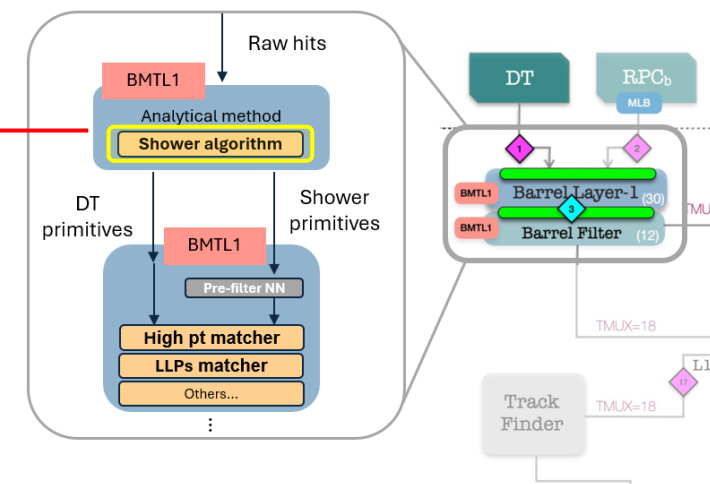 Raw hits
BMTL1
Analytical method
Shower algorithm
DT
primitives
Shower
primitives
BMTL1
Pre-filter NN
High pt matcher
LLPs matcher
Others...
⋮
DT
RPCb
MLB
1
2
BMTL1
Barrel Layer-1
(30)
3
BMTL1
Barrel Filter
(12)
TMU
TMUX=18
L1
17
TMUX=18
Track
Finder